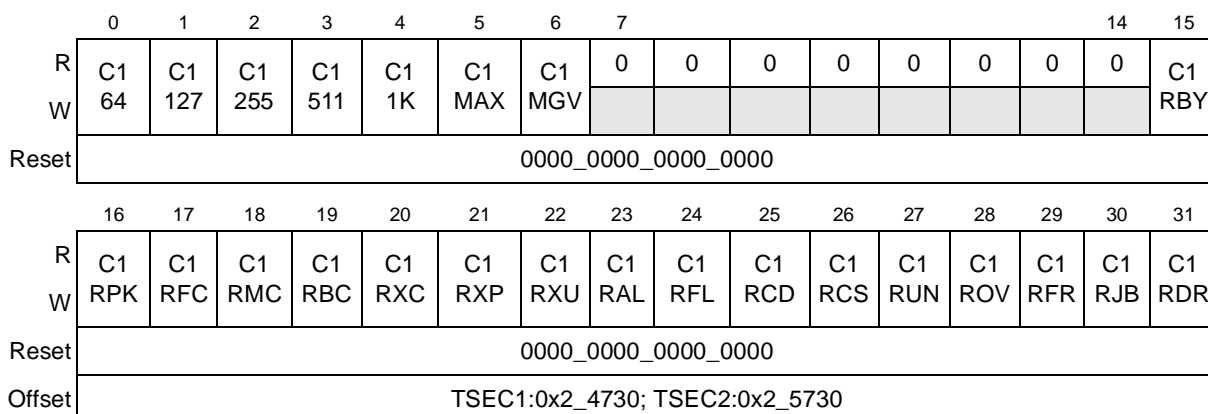 0 1 2 3 4 5 6 7 14 15
R C1 C1 C1 C1 C1 C1 C1 0 0 0 0 0 0 0 0 C1
W 64 127 255 511 1K MAX MGV RBY
Reset 0000_0000_0000_0000
16 17 18 19 20 21 22 23 24 25 26 27 28 29 30 31
R C1 C1 C1 C1 C1 C1 C1 C1 C1 C1 C1 C1 C1 C1 C1 C1
W RPK RFC RMC RBC RXC RXP RXU RAL RFL RCD RCS RUN ROV RFR RJB RDR
Reset 0000_0000_0000_0000
Offset TSEC1:0x2_4730; TSEC2:0x2_5730